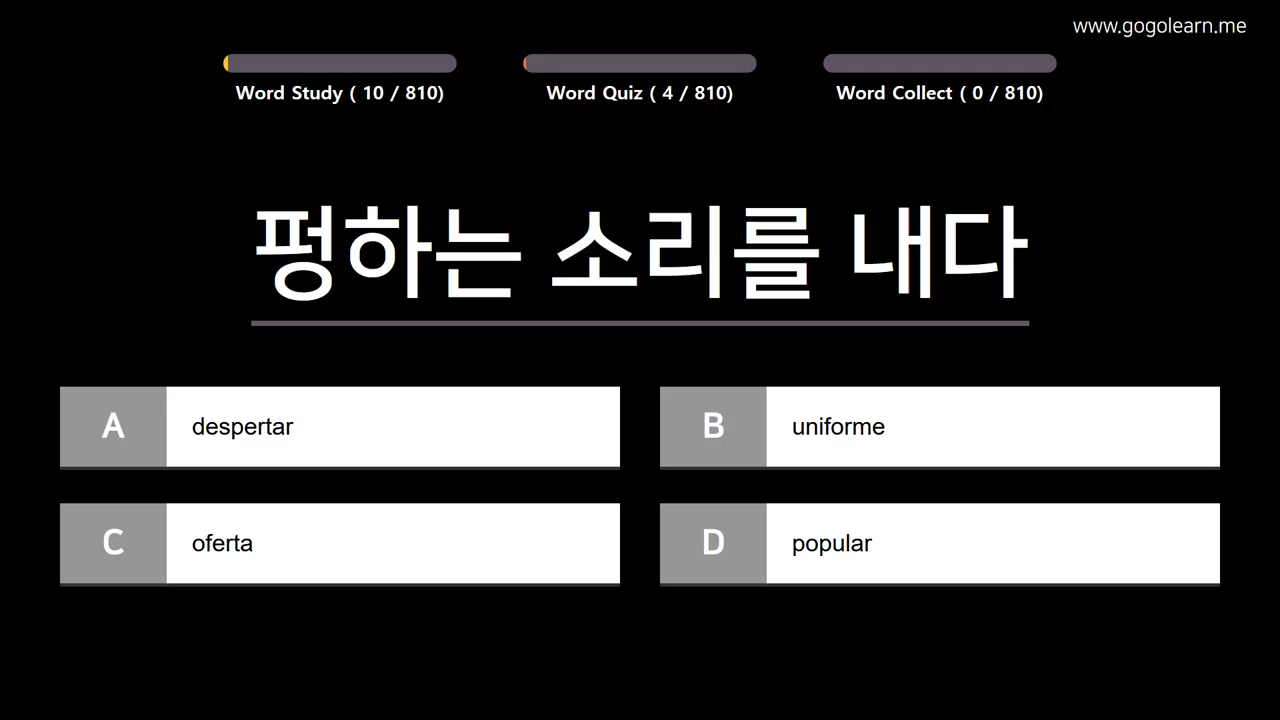 www.gogolearn.me
Word Study ( 10 / 810)
Word Quiz ( 4 / 810)
Word Collect ( 0 / 810)
펑하는 소리를 내다
A despertar
B uniforme
C oferta
D popular